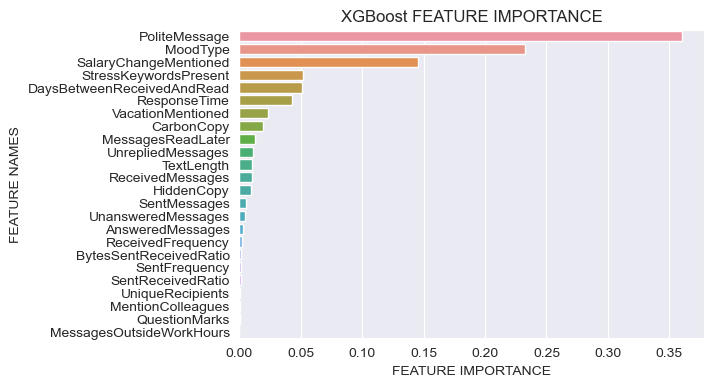 XGBoost FEATURE IMPORTANCE
FEATURE NAMES
PoliteMessage
MoodType
SalaryChangeMentioned
StressKeywordsPresent
DaysBetweenReceivedAndRead
ResponseTime
VacationMentioned
CarbonCopy
MessagesReadLater
UnrepliedMessages
TextLength
ReceivedMessages
HiddenCopy
SentMessages
UnansweredMessages
AnsweredMessages
ReceivedFrequency
BytesSentReceivedRatio
SentFrequency
SentReceivedRatio
UniqueRecipients
MentionColleagues
QuestionMarks
MessagesOutsideWorkHours
0.00 0.05 0.10 0.15 0.20 0.25 0.30 0.35
FEATURE IMPORTANCE